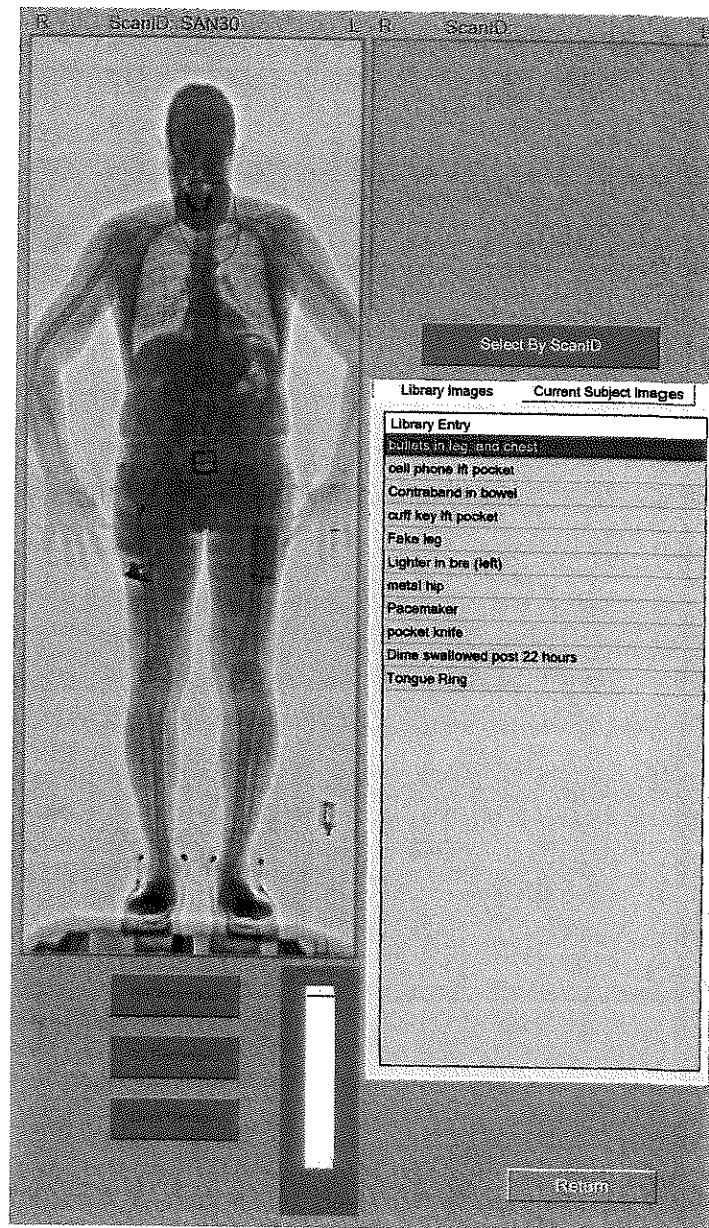 R ScanID: SAN30 L
R ScanID:
Select By ScanID
Library Images Current Subject Images
Library Entry
bullets in leg and chest
cell phone lft pocket
Contraband in bowel
cuff key lft pocket
Fake leg
Lighter in bra (left)
metal hip
Pacemaker
pocket knife
Dime swallowed post 22 hours
Tongue Ring
Return